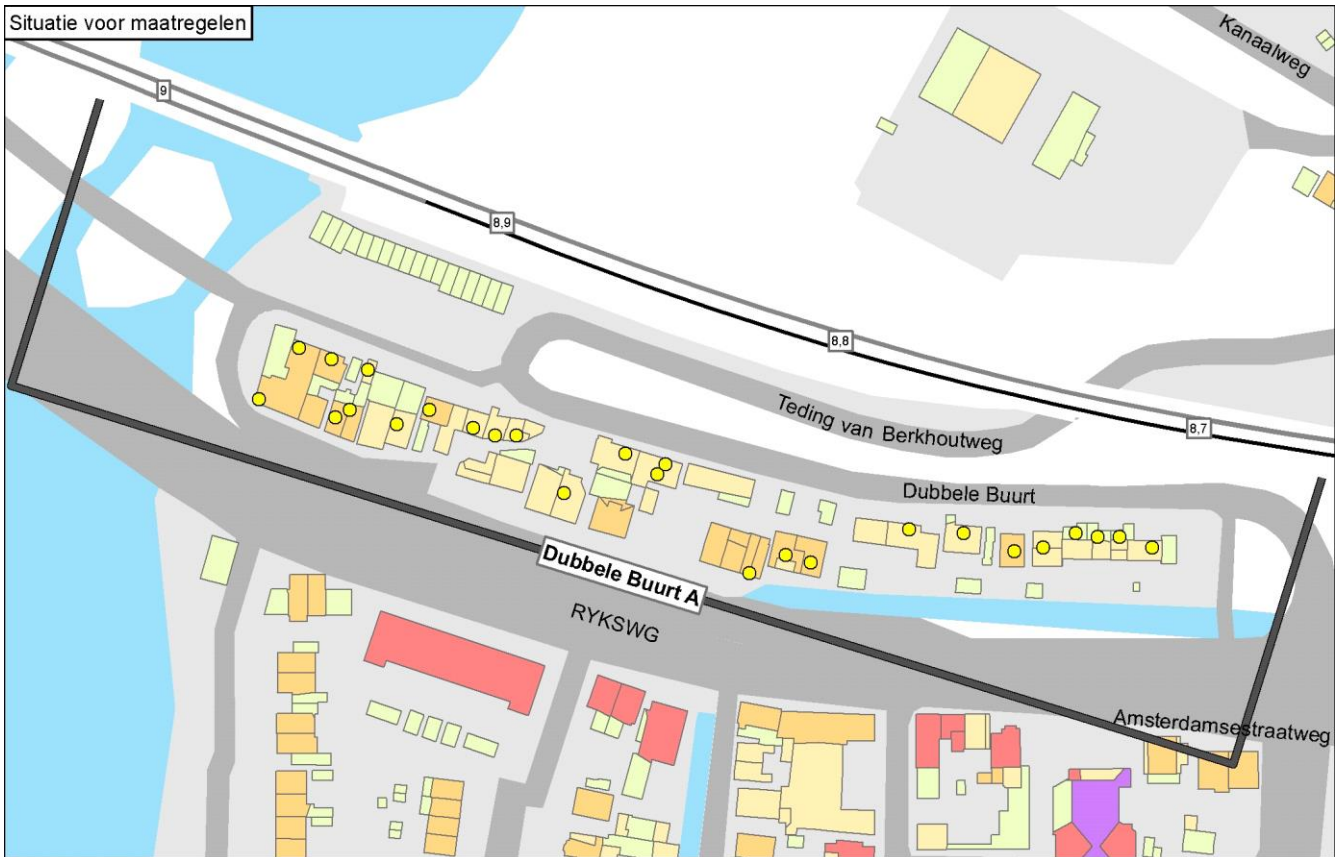 Situatie voor maatregelen
Kanaalweg
9
8,9
8,8
Teding van Berkhoutweg
8,7
Dubbele Buurt
Dubbele Buurt A
RYKSWG
Amsterdamsestraatweg